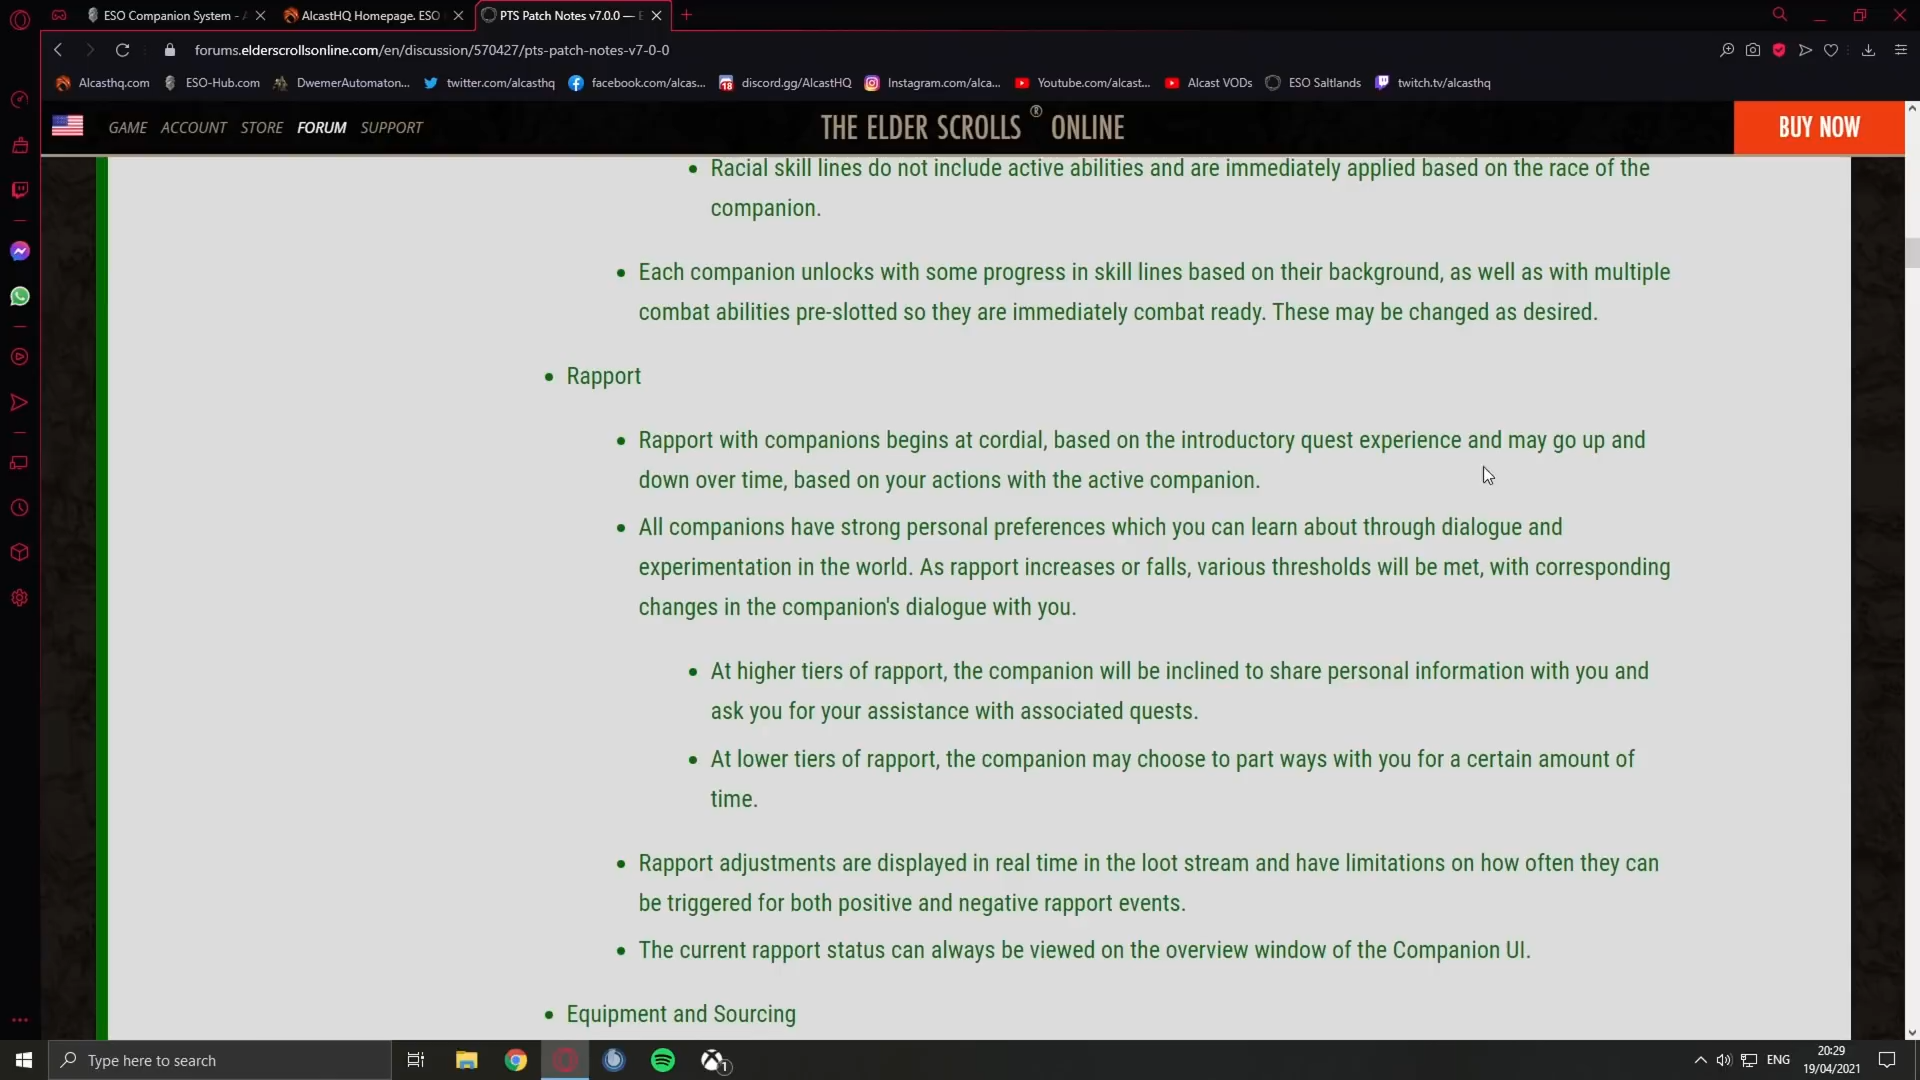 ESO Companion System - A
AlcastHQ Homepage. ESO
PTS Patch Notes v7.0.0 — E
forums.elderscrollsonline.com/en/discussion/570427/pts-patch-notes-v7-0-0
Alcasthq.com
ESO-Hub.com
DwemerAutomaton...
twitter.com/alcasthq
facebook.com/alcas...
18
discord.gg/AlcastHQ
Instagram.com/alca...
Youtube.com/alcast...
Alcast VODs
ESO Saltlands
twitch.tv/alcasthq
GAME ACCOUNT STORE FORUM SUPPORT
THE ELDER SCROLLS ® ONLINE
BUY NOW
• Racial skill lines do not include active abilities and are immediately applied based on the race of the
companion.
• Each companion unlocks with some progress in skill lines based on their background, as well as with multiple
combat abilities pre-slotted so they are immediately combat ready. These may be changed as desired.
• Rapport
• Rapport with companions begins at cordial, based on the introductory quest experience and may go up and
down over time, based on your actions with the active companion.
• All companions have strong personal preferences which you can learn about through dialogue and
experimentation in the world. As rapport increases or falls, various thresholds will be met, with corresponding
changes in the companion's dialogue with you.
• At higher tiers of rapport, the companion will be inclined to share personal information with you and
ask you for your assistance with associated quests.
• At lower tiers of rapport, the companion may choose to part ways with you for a certain amount of
time.
• Rapport adjustments are displayed in real time in the loot stream and have limitations on how often they can
be triggered for both positive and negative rapport events.
• The current rapport status can always be viewed on the overview window of the Companion UI.
• Equipment and Sourcing
Type here to search
1
ENG
20:29
19/04/2021